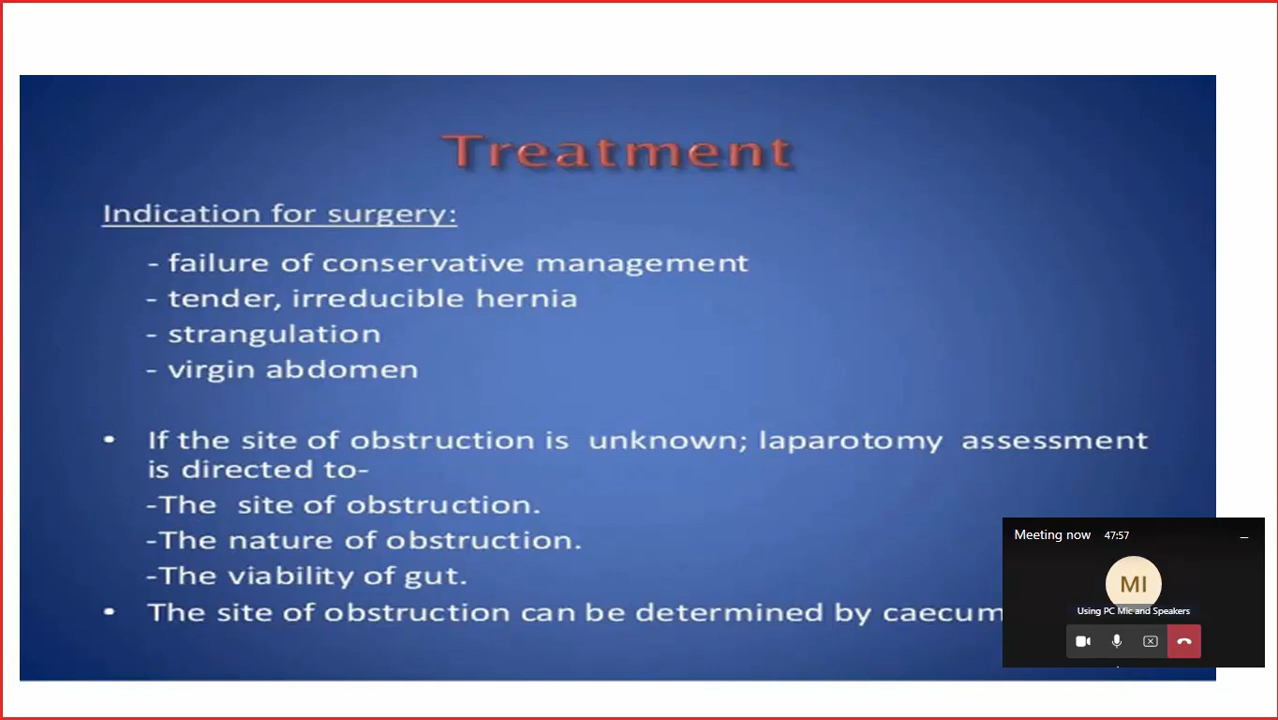 Treatment
Indication for surgery:
- failure of conservative management
- tender, irreducible hernia
- strangulation
- virgin abdomen
• If the site of obstruction is unknown; laparotomy assessment
is directed to-
-The site of obstruction.
-The nature of obstruction.
-The viability of gut.
• The site of obstruction can be determined by caecum
Meeting now 47:57
MI
Using PC Mic and Speakers